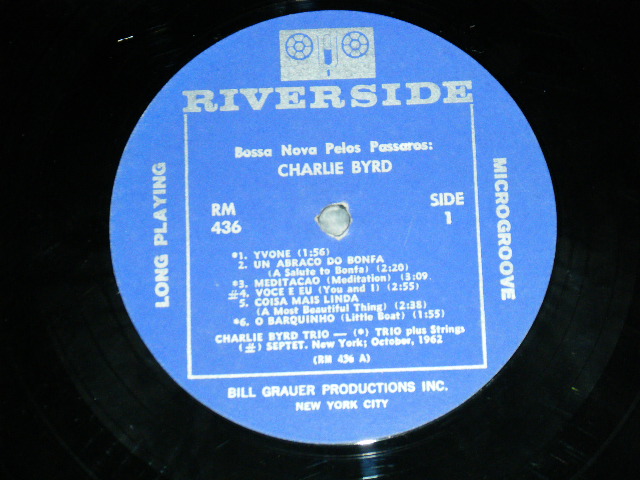 RIVERSIDE
Bossa Nova Pelos Passaros:
CHARLIE BYRD
LONG PLAYING
MICROGROOVE
RM
436
SIDE
1
*1. YVONE (1:56)
2. UN ABRACO DO BONFA
(A Salute to Bonfa) (2:20)
*3. MEDITACAO (Meditation) (3:09
#4. VOCE E EU (You and I) (2:55)
5. COISA MAIS LINDA
(A Most Beautiful Thing) (2:38)
*6. O BARQUINHO (Little Boat) (1:55)
CHARLIE BYRD TRIO — (*) TRIO plus Strings
(#) SEPTET. New York; October, 1962
(RM 436 A)
BILL GRAUER PRODUCTIONS INC.
NEW YORK CITY